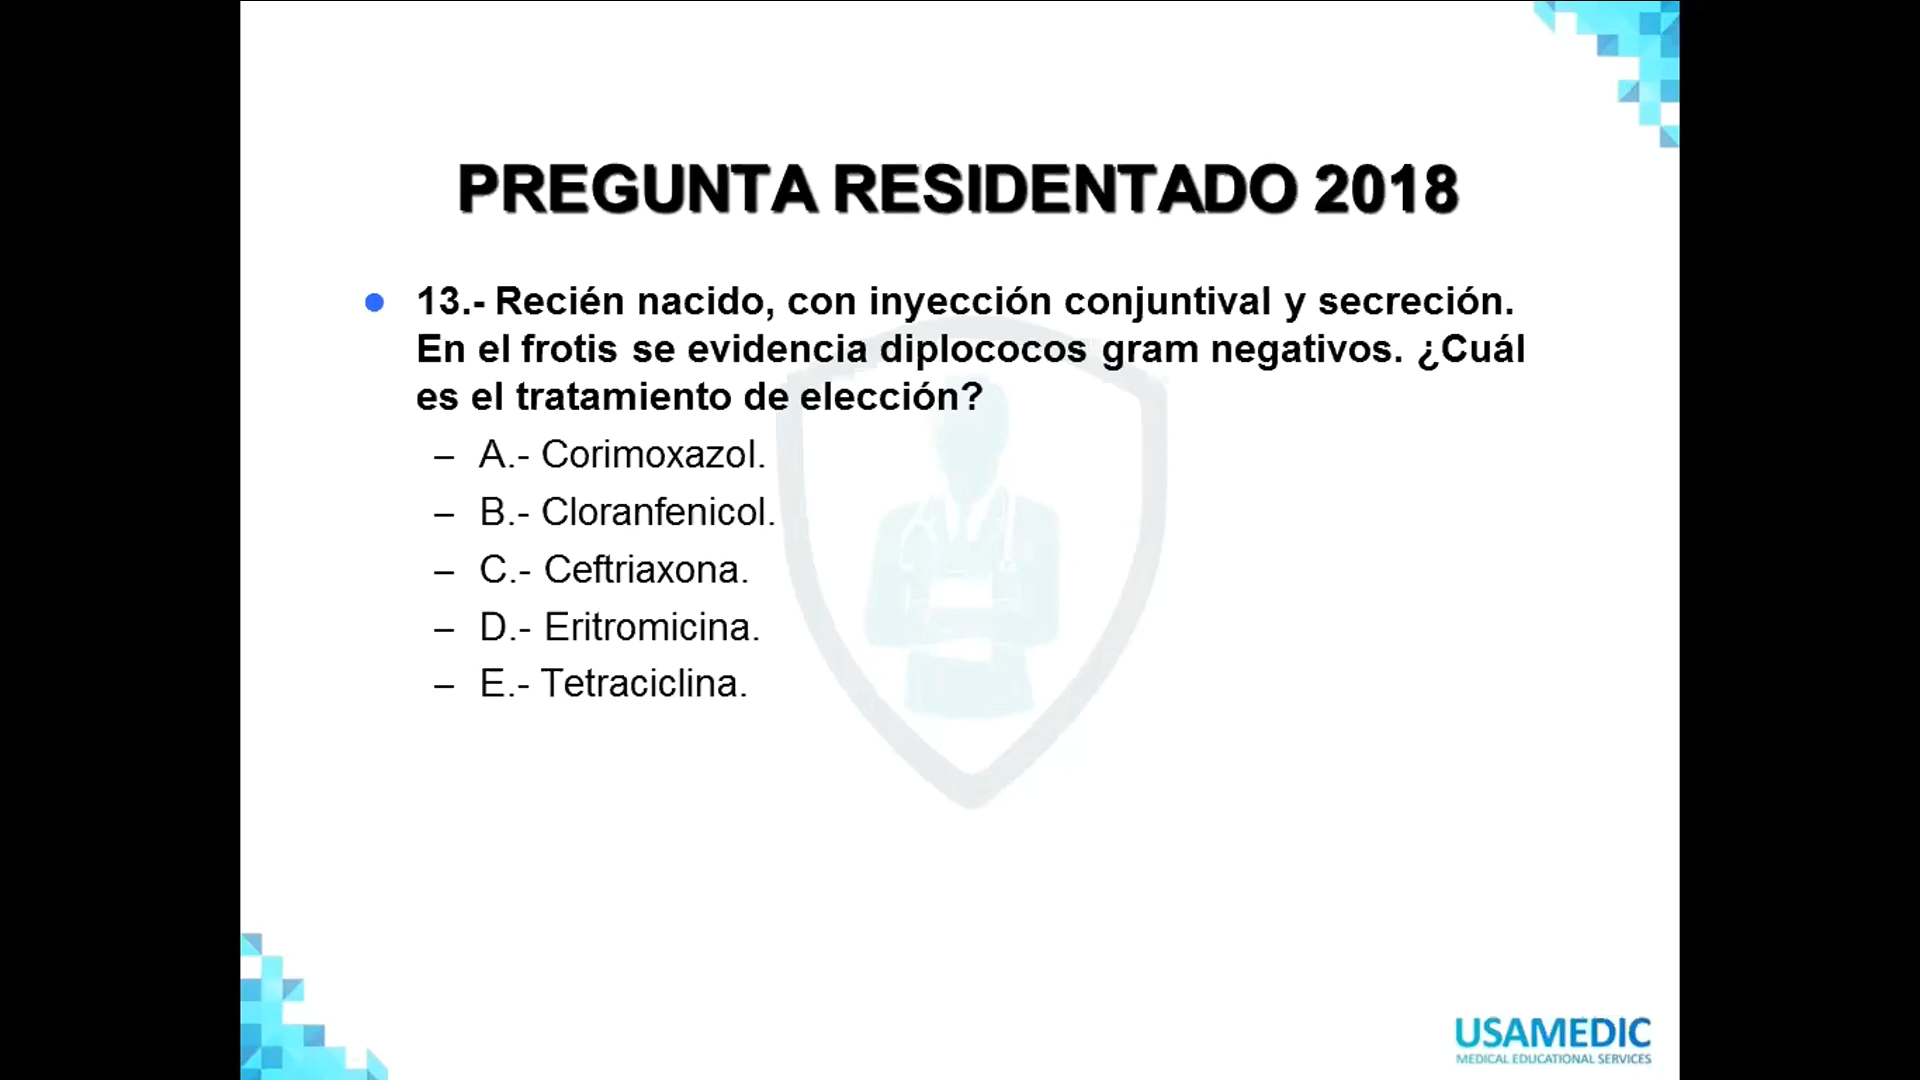 PREGUNTA RESIDENTADO 2018
13.- Recién nacido, con inyección conjuntival y secreción.
En el frotis se evidencia diplococos gram negativos. ¿Cuál
es el tratamiento de elección?
– A.- Corimoxazol.
– B.- Cloranfenicol.
– C.- Ceftriaxona.
– D.- Eritromicina.
– E.- Tetraciclina.
USAMEDIC
MEDICAL EDUCATIONAL SERVICES